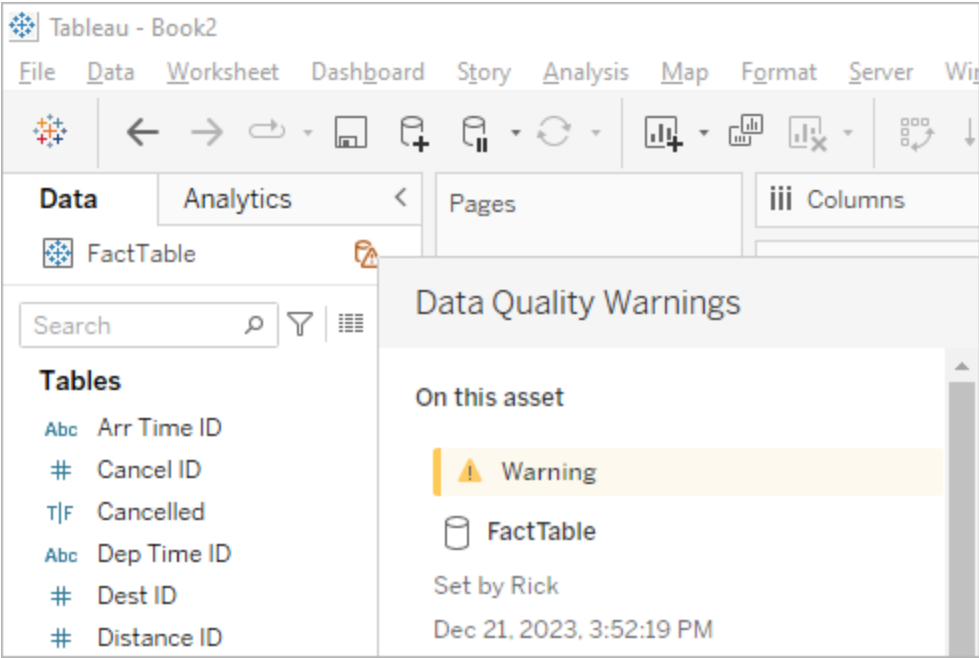 Tableau - Book2
File Data Worksheet Dashboard Story Analysis Map Format Server
Data Analytics
Pages
iii Columns
FactTable
Data Quality Warnings
Search
On this asset
Tables
Abc Arr Time ID
# Cancel ID
Warning
T|F Cancelled
FactTable
Abc Dep Time ID
# Dest ID
Set by Rick
# Distance ID
Dec 21, 2023, 3:52:19 PM